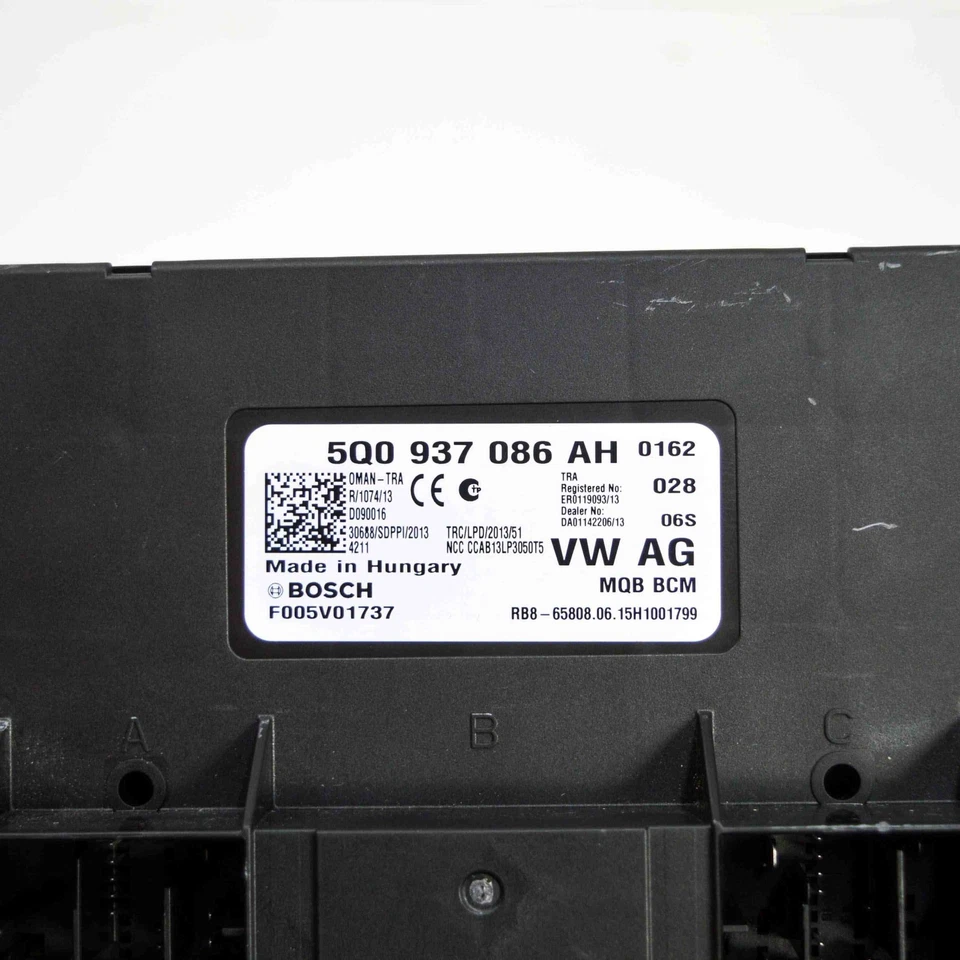 5Q0 937 086 AH 0162
OMAN-TRA
R/1074/13
D090016
30688/SDPPI/2013
4211
CE
TRC/LPD/2013/51
NCC CCAB13LP3050T5
TRA
Registered No:
ER0119093/13
Dealer No:
DA01142206/13
028
06S
VW AG
Made in Hungary
MQB BCM
BOSCH
F005V01737
RB8-65808.06.15H1001799
A
B
C